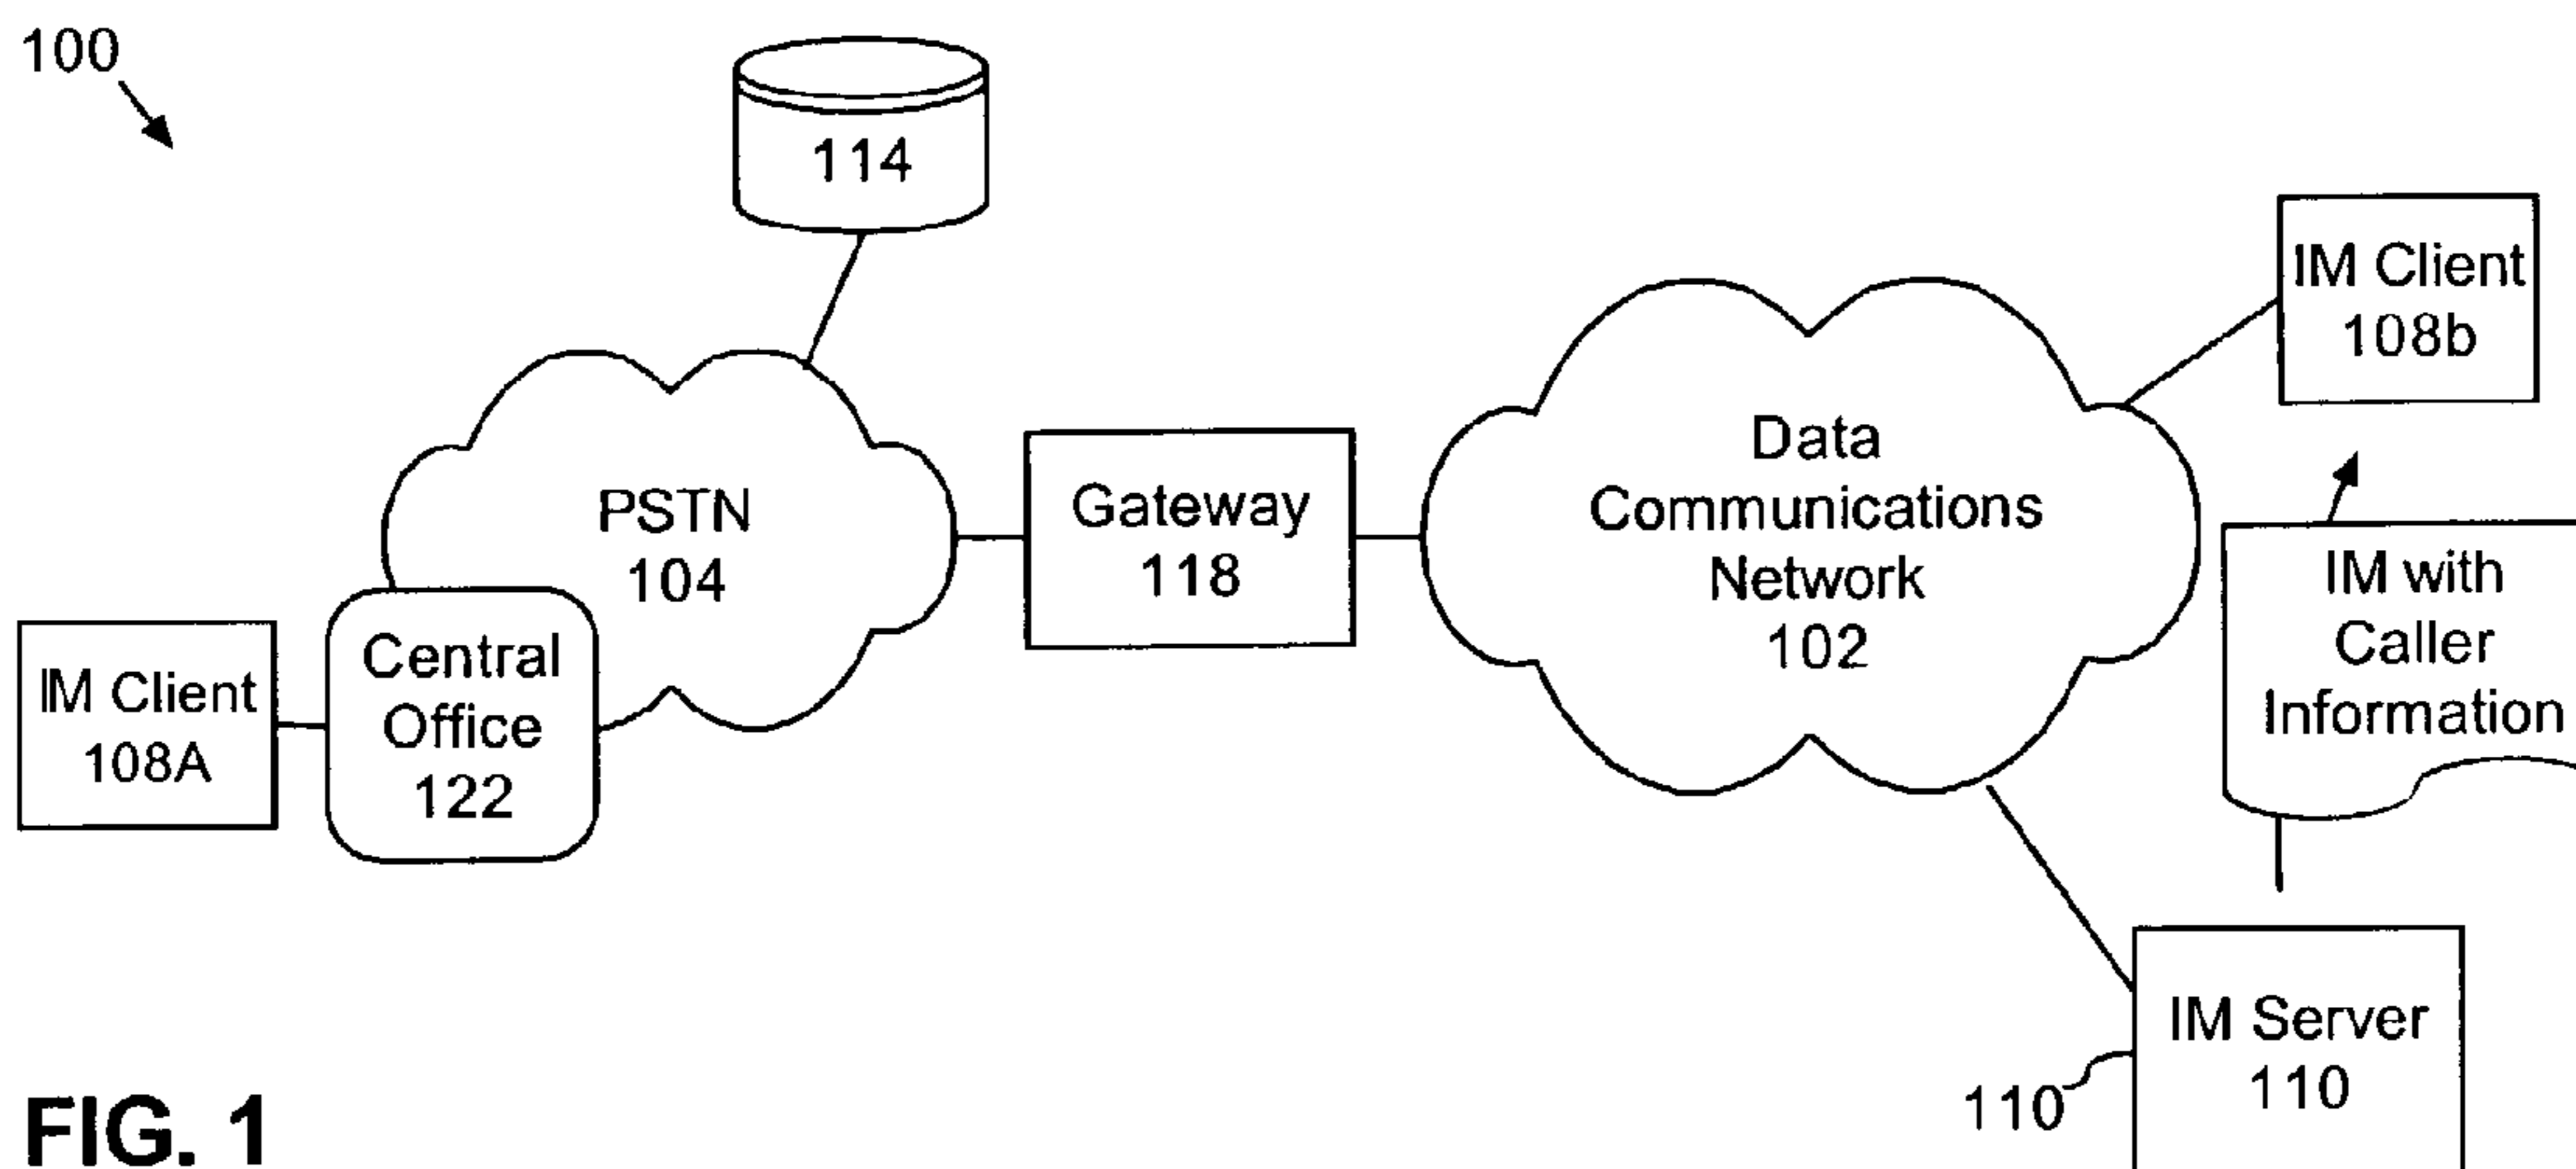 100
114
IM Client
108b
PSTN
104
Gateway
118
Data
Communications
Network
102
IM with
Caller
Information
IM Client
108A
Central
Office
122
IM Server
110
110
FIG. 1